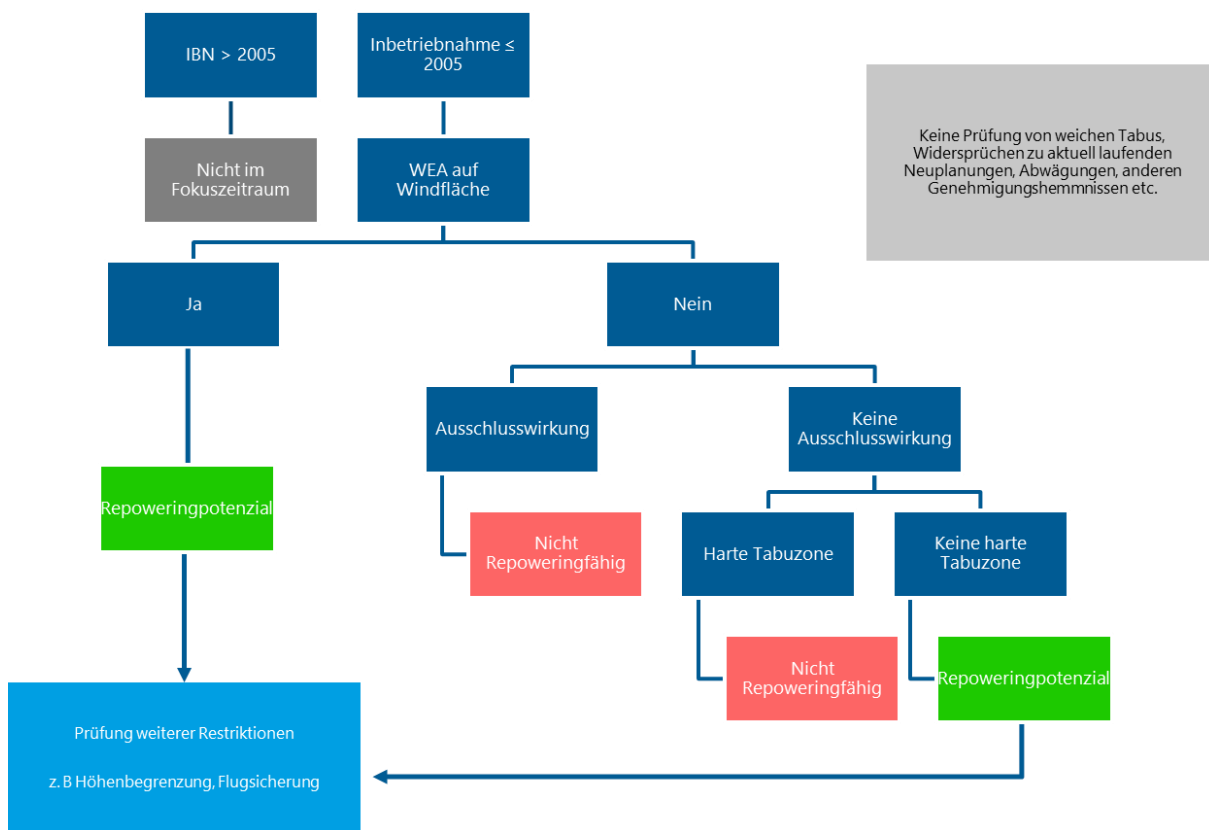 IBN > 2005
Inbetriebnahme ≤
2005
Keine Prüfung von weichen Tabus,
Widersprüchen zu aktuell laufenden
Neuplanungen, Abwägungen, anderen
Genehmigungshemmnissen etc.
Nicht im
Fokuszeitraum
WEA auf
Windfläche
Ja
Nein
Ausschlusswirkung
Keine
Ausschlusswirkung
Repoweringpotenzial
Nicht
Repoweringfähig
Harte Tabuzone
Keine harte
Tabuzone
Nicht
Repoweringfähig
Repoweringpotenzial
Prüfung weiterer Restriktionen
z. B Höhenbegrenzung, Flugsicherung